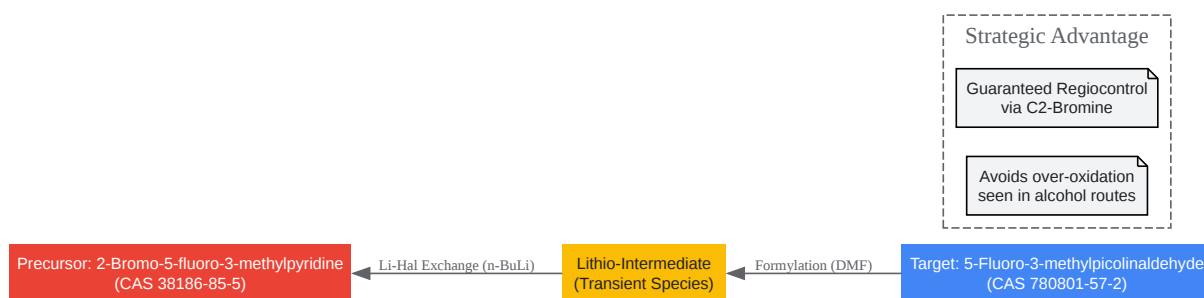 Strategic Advantage
Guaranteed Regiocontrol
via C2-Bromine
Avoids over-oxidation
seen in alcohol routes
Precursor: 2-Bromo-5-fluoro-3-methylpyridine
(CAS 38186-85-5)
Li-Hal Exchange (n-BuLi)
Lithio-Intermediate
(Transient Species)
Formylation (DMF)
Target: 5-Fluoro-3-methylpicolinaldehyde
(CAS 780801-57-2)